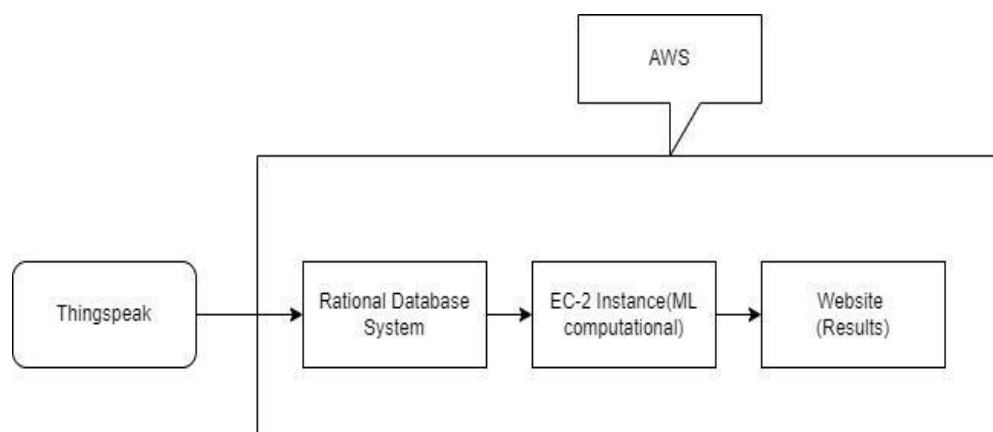 AWS
Thingspeak
Rational Database
System
EC-2 Instance(ML
computational)
Website
(Results)